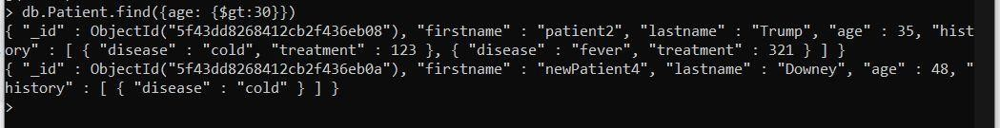 > db.Patient.find({age: {$gt:30}})
{ "_id" : ObjectId("5f43dd8268412cb2f436eb08"), "firstname" : "patient2", "lastname" : "Trump", "age" : 35, "hist
ory" : [ { "disease" : "cold", "treatment" : 123 }, { "disease" : "fever", "treatment" : 321 } ] }
{ "_id" : ObjectId("5f43dd8268412cb2f436eb0a"), "firstname" : "newPatient4", "lastname" : "Downey", "age" : 48, "
history" : [ { "disease" : "cold" } ] }
>